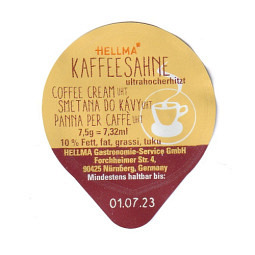 HELLMA
KAFFEESAHNE
ultrahocherhitzt
COFFEE CREAM UHT
SMETANA DO KÁVY UHT
PANNA PER CAFFÈ UHT
7,5g = 7,32ml
10 % Fett, fat, grassi, tuku
HELLMA Gastronomie-Service GmbH
Forchheimer Str. 4,
90425 Nürnberg, Germany
Mindestens haltbar bis:
01.07.23